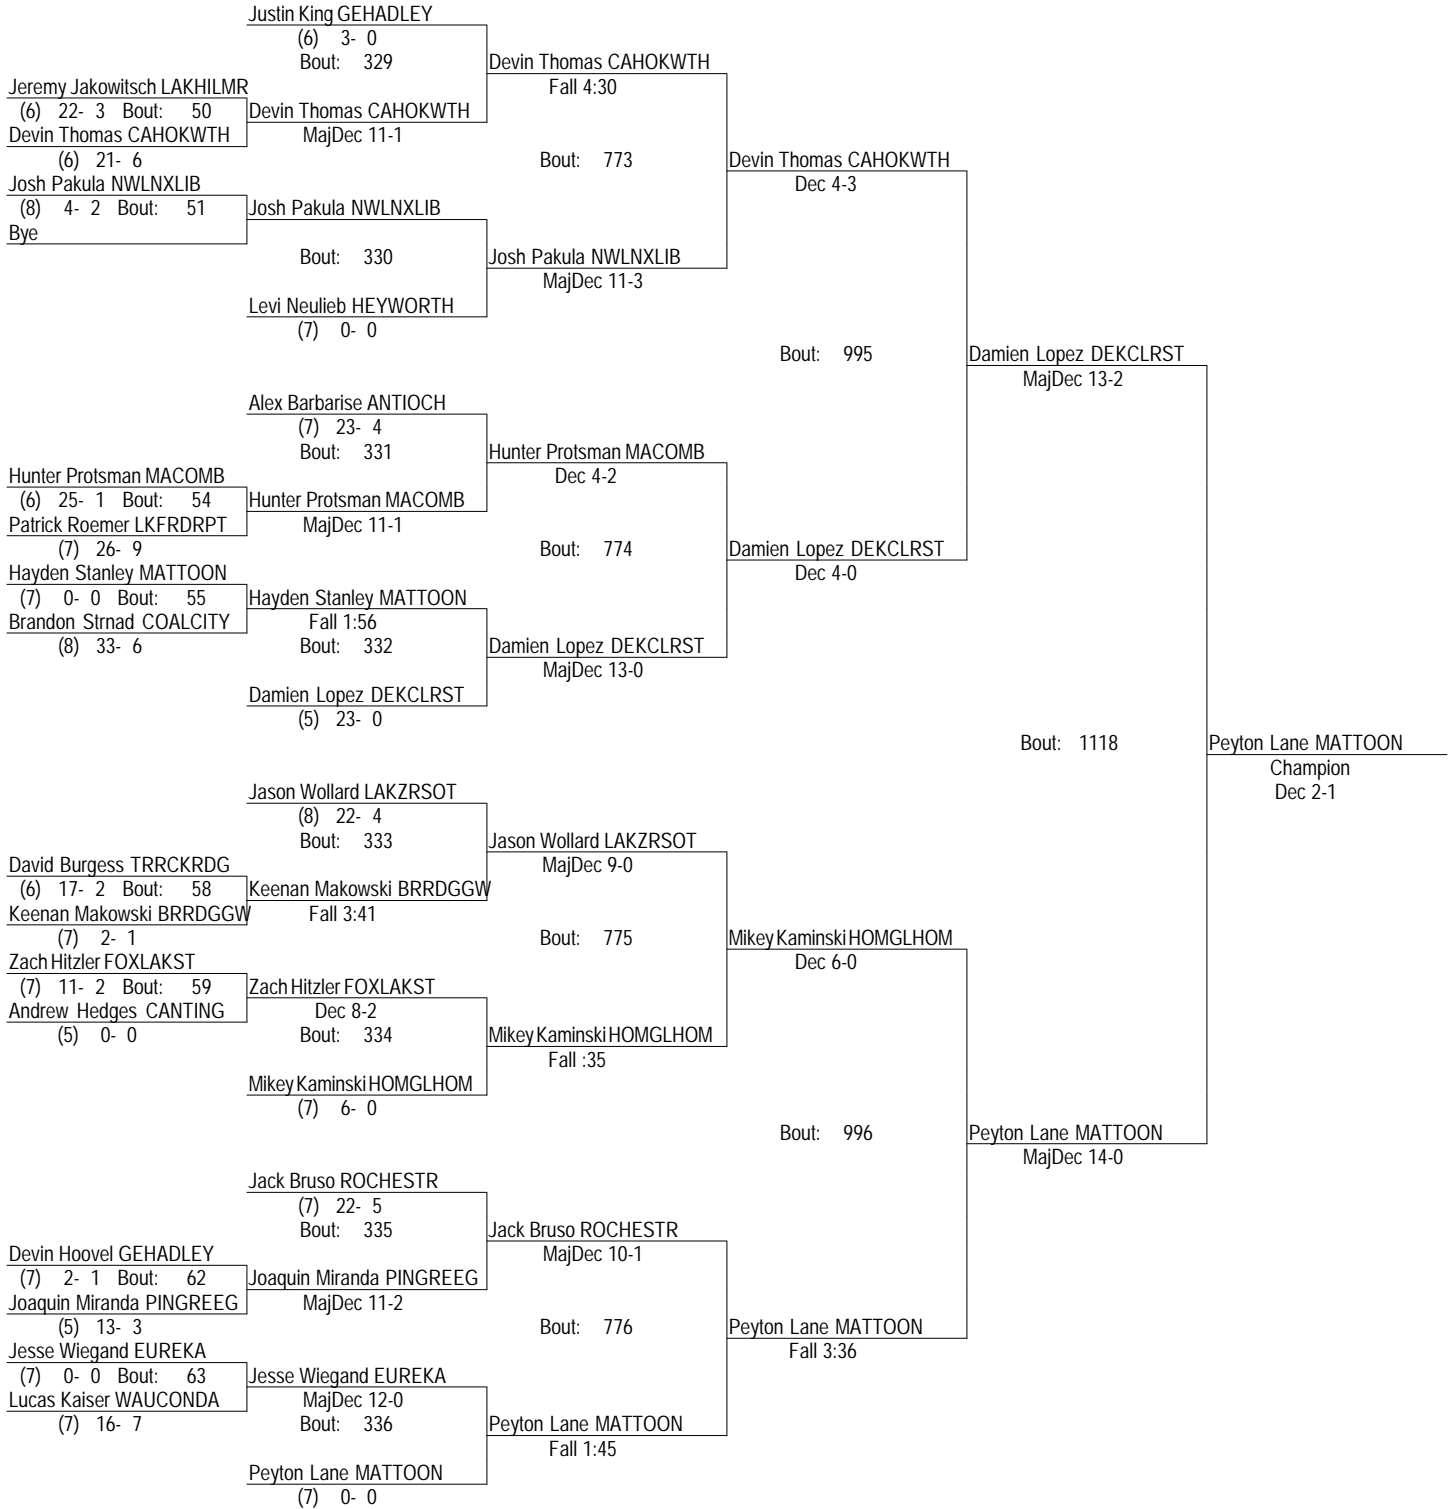 Justin King GEHADLEY
(6) 3- 0
Bout: 329
Devin Thomas CAHOKWTH
Fall 4:30
Jeremy Jakowitsch LAKHILMR
(6) 22- 3 Bout: 50
Devin Thomas CAHOKWTH
MajDec 11-1
Devin Thomas CAHOKWTH
(6) 21- 6
Bout: 773
Devin Thomas CAHOKWTH
Dec 4-3
Josh Pakula NWLNXLIB
(8) 4- 2 Bout: 51
Josh Pakula NWLNXLIB
Bye
Bout: 330
Josh Pakula NWLNXLIB
MajDec 11-3
Levi Neulieb HEYWORTH
(7) 0- 0
Bout: 995
Damien Lopez DEKCLRST
MajDec 13-2
Alex Barbarise ANTIOCH
(7) 23- 4
Bout: 331
Hunter Protsman MACOMB
Dec 4-2
Hunter Protsman MACOMB
(6) 25- 1 Bout: 54
Hunter Protsman MACOMB
MajDec 11-1
Patrick Roemer LKFRDRPT
(7) 26- 9
Bout: 774
Damien Lopez DEKCLRST
Dec 4-0
Hayden Stanley MATTOON
(7) 0- 0 Bout: 55
Hayden Stanley MATTOON
Fall 1:56
Brandon Strnad COALCITY
(8) 33- 6
Bout: 332
Damien Lopez DEKCLRST
MajDec 13-0
Damien Lopez DEKCLRST
(5) 23- 0
Bout: 1118
Peyton Lane MATTOON
Champion
Dec 2-1
Jason Wollard LAKZRSOT
(8) 22- 4
Bout: 333
Jason Wollard LAKZRSOT
MajDec 9-0
David Burgess TRRCKRDG
(6) 17- 2 Bout: 58
Keenan Makowski BRRDGGW
Fall 3:41
Keenan Makowski BRRDGGW
(7) 2- 1
Bout: 775
Mikey Kaminski HOMGLHOM
Dec 6-0
Zach Hitzler FOXLAKST
(7) 11- 2 Bout: 59
Zach Hitzler FOXLAKST
Dec 8-2
Andrew Hedges CANTING
(5) 0- 0
Bout: 334
Mikey Kaminski HOMGLHOM
Fall :35
Mikey Kaminski HOMGLHOM
(7) 6- 0
Bout: 996
Peyton Lane MATTOON
MajDec 14-0
Jack Bruso ROCHESTR
(7) 22- 5
Bout: 335
Jack Bruso ROCHESTR
MajDec 10-1
Devin Hoovel GEHADLEY
(7) 2- 1 Bout: 62
Joaquin Miranda PINGREEG
MajDec 11-2
Joaquin Miranda PINGREEG
(5) 13- 3
Bout: 776
Peyton Lane MATTOON
Fall 3:36
Jesse Wiegand EUREKA
(7) 0- 0 Bout: 63
Jesse Wiegand EUREKA
MajDec 12-0
Lucas Kaiser WAUCONDA
(7) 16- 7
Bout: 336
Peyton Lane MATTOON
Fall 1:45
Peyton Lane MATTOON
(7) 0- 0